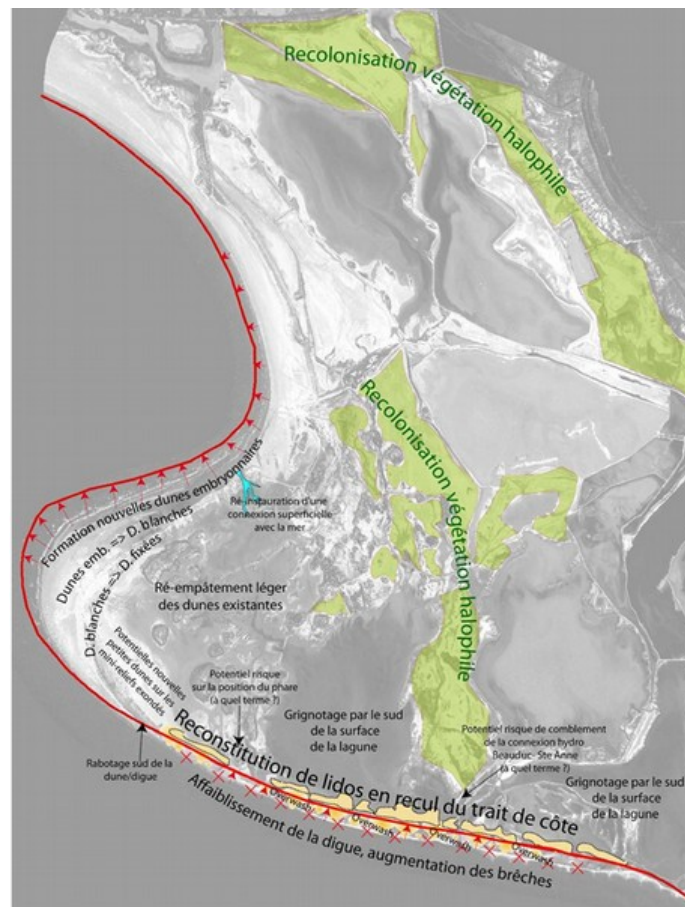 Recolonisation végétation halophile
Recolonisation végétation halophile
Formation nouvelles dunes embryonnaires
Dunes emb. => D. blanches
D. blanches => D. fixées
Ré-instauration d'une
connexion superficielle
avec la mer
Ré-empâtement léger
des dunes existantes
Potentielles nouvelles
petites dunes sur les
mini-reliefs exondés
Potentiel risque
sur la position du phare
(à quel terme ?)
Grignotage par le sud
de la surface
de la lagune
Potentiel risque de comblement
de la connexion hydro
Beauduc- Ste Anne
(à quel terme ?)
Grignotage par le sud
de la surface
de la lagune
Rabotage sud de la
dune/digue
Reconstitution de lidos en recul du trait de côte
Overwash
Overwash
Overwash
Overwash
Affaiblissement de la digue, augmentation des brêches